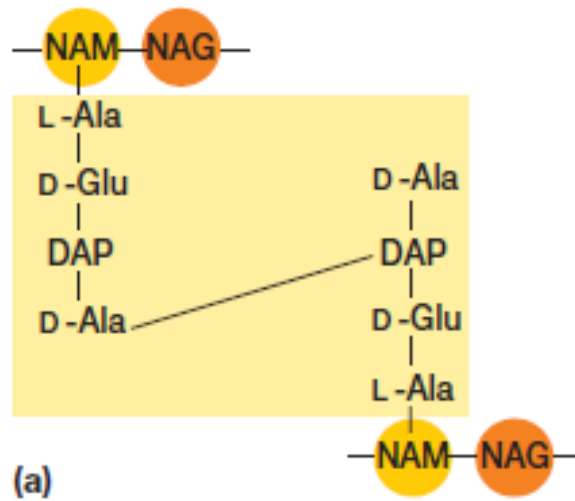 NAM NAG
L-Ala
D-Glu D-Ala
DAP DAP
D-Ala D-Glu
L-Ala
NAM NAG
(a)